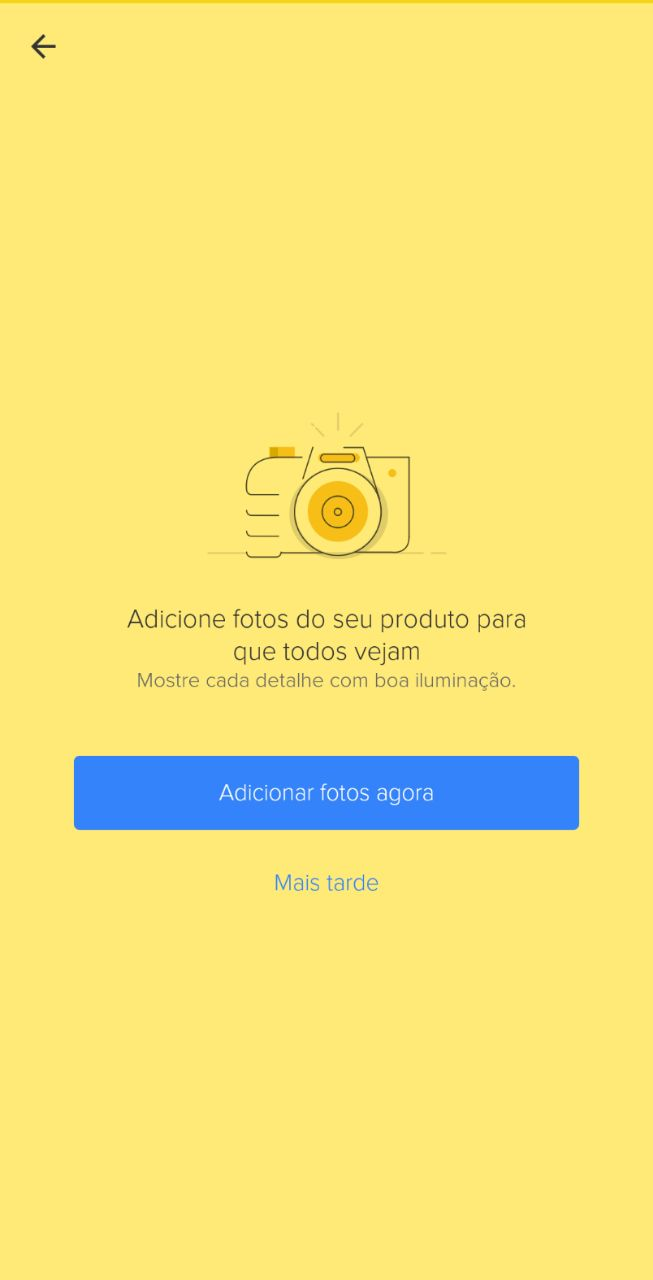 Adicione fotos do seu produto para
que todos vejam
Mostre cada detalhe com boa iluminação.
Adicionar fotos agora
Mais tarde